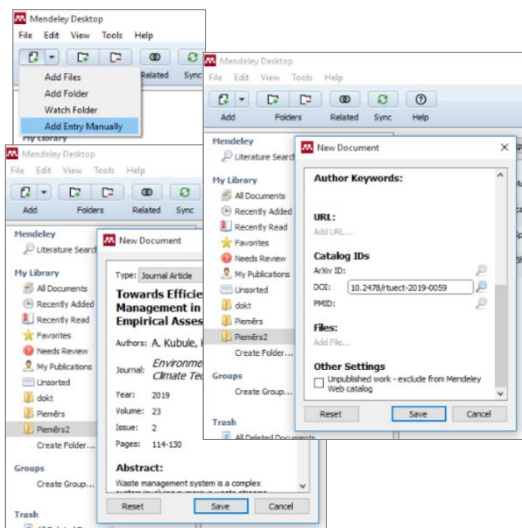 Mendeley Desktop
File Edit View Tools Help
Related Sync
Add Files
Add Folder
Watch Folder
Add Entry Manually
My Library
Mendeley Desktop
File Edit View Tools Help
Add Folders Related Sync
Mendeley
Literature Search
My Library
All Documents
Recently Added
Recently Read
Favorites
Needs Review
My Publications
Unsorted
dokt
Piemērs
Piemērs2
Create Folder...
Groups
Create Group...
Trash
New Document
Type: Journal Article
Towards Efficie
Management in
Empirical Asses
Authors: A. Kubule,
Journal: Environme
Climate Tec
Year: 2019
Volume: 23
Issue: 2
Pages: 114-130
Abstract:
Waste management system is a complex
system involving numerous waste streams
Reset Save Cancel
Mendeley Desktop
File Edit View Tools Help
Add Folders Related Sync Help
Mendeley
Literature Search
My Library
All Documents
Recently Added
Recently Read
Favorites
Needs Review
My Publications
Unsorted
dokt
Piemērs
Piemērs2
Create Folder...
Groups
Create Group...
Trash
All Deleted Documents
New Document
Author Keywords:
URL:
Add URL...
Catalog IDs
ArXiv ID:
DOI: 10.2478/rtuect-2019-0059
PMID:
Files:
Add File...
Other Settings
Unpublished work - exclude from Mendeley
Web catalog
Reset Save Cancel